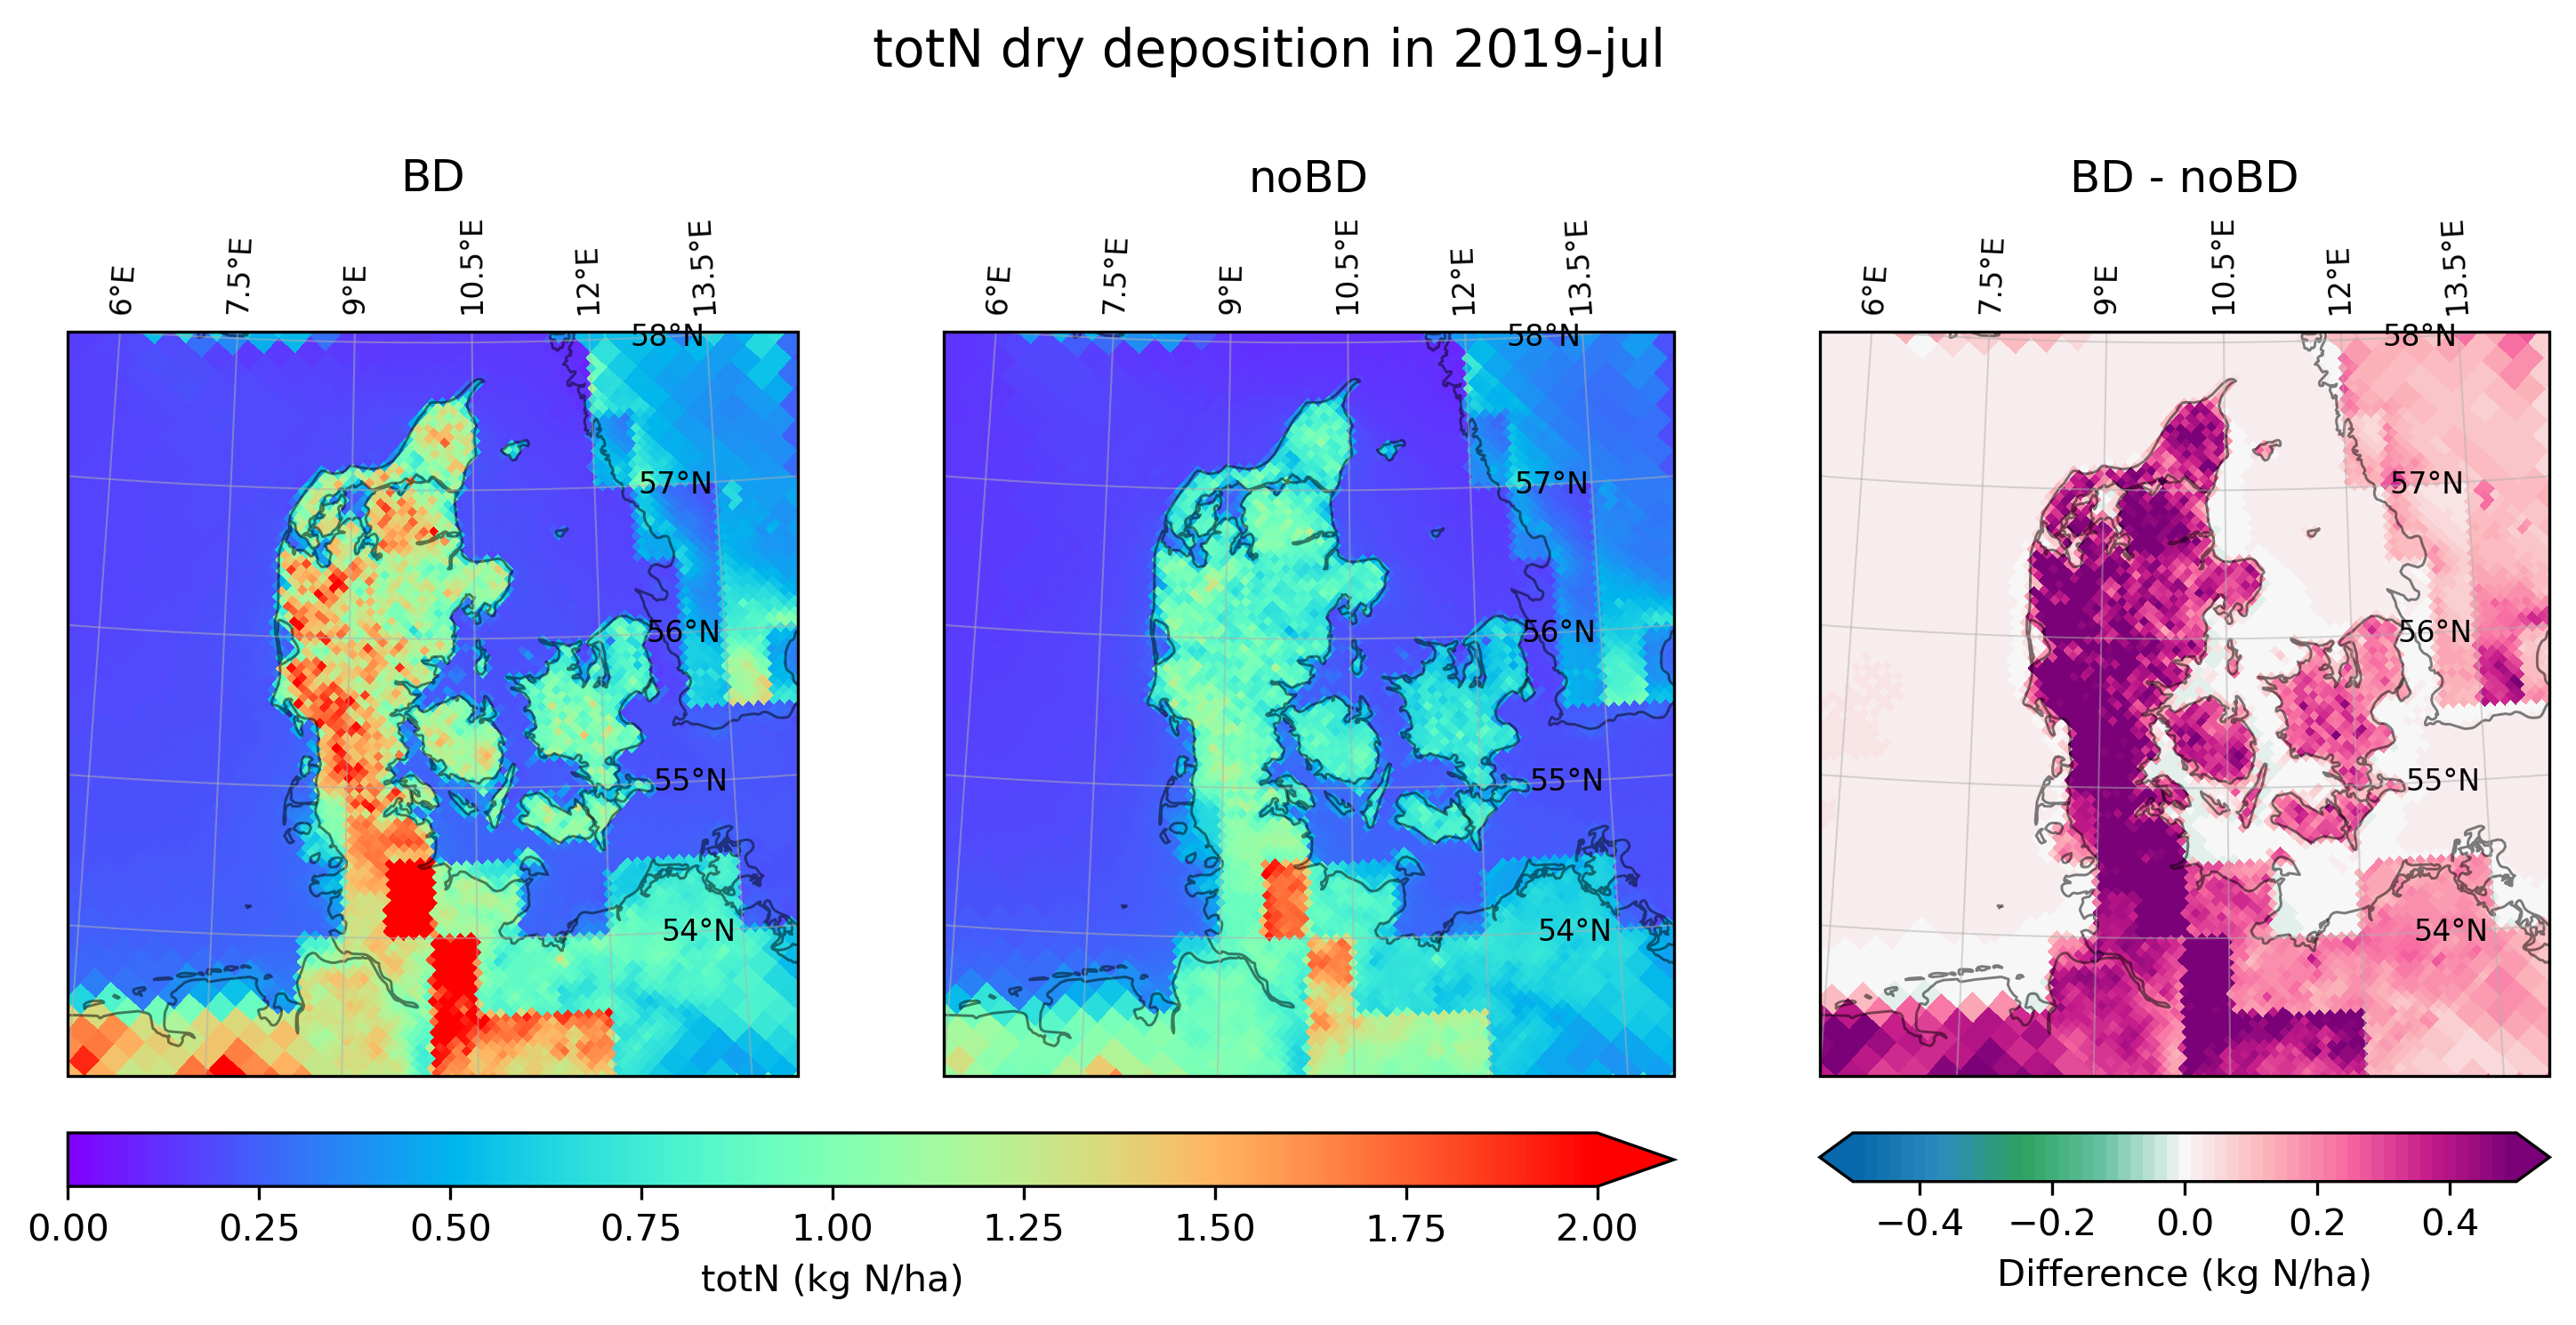 totN dry deposition in 2019-jul
BD
noBD
BD - noBD
6°E 7.5°E 9°E 10.5°E 12°E 13.5°E
6°E 7.5°E 9°E 10.5°E 12°E 13.5°E
6°E 7.5°E 9°E 10.5°E 12°E 13.5°E
58°N 58°N 58°N
57°N 57°N 57°N
56°N 56°N 56°N
55°N 55°N 55°N
54°N 54°N 54°N
0.00 0.25 0.50 0.75 1.00 1.25 1.50 1.75 2.00
totN (kg N/ha)
−0.4 −0.2 0.0 0.2 0.4
Difference (kg N/ha)